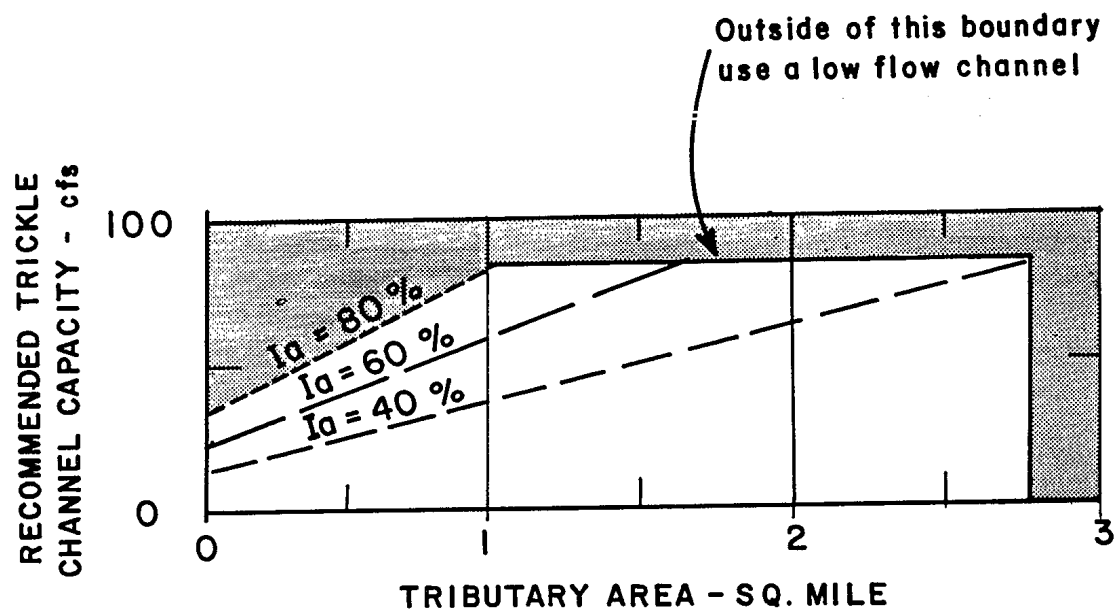 Outside of this boundary
use a low flow channel
RECOMMENDED TRICKLE
CHANNEL CAPACITY - cfs
100
0
Ia = 80 %
Ia = 60 %
Ia = 40 %
0
1
2
3
TRIBUTARY AREA - SQ. MILE